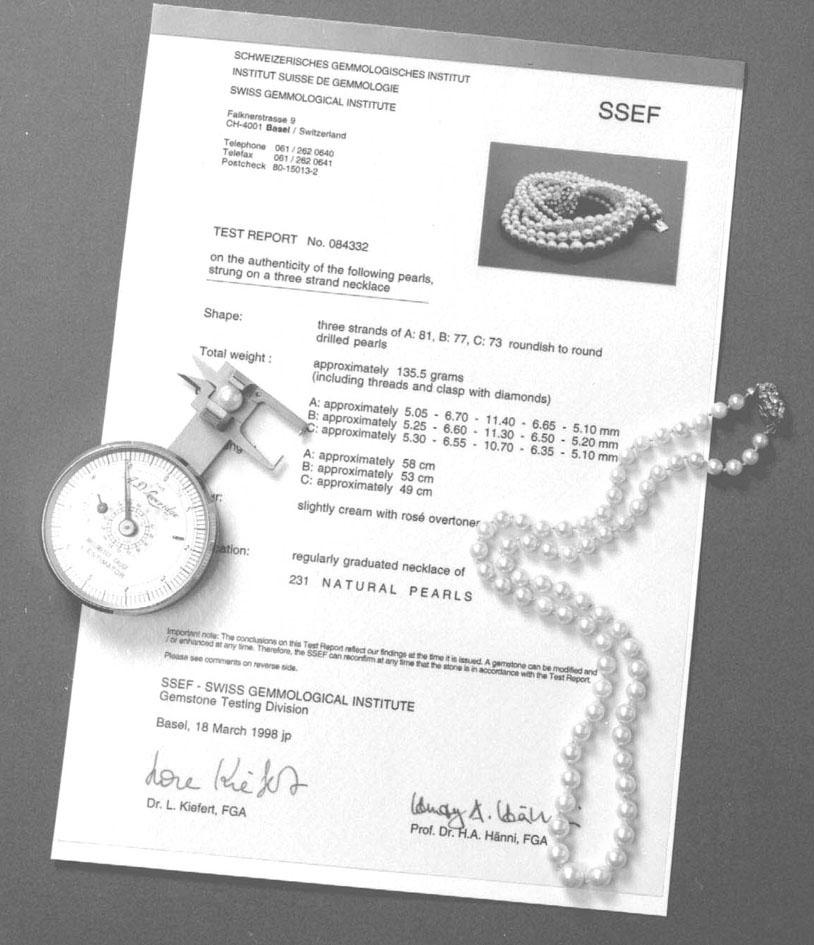 SCHWEIZERISCHES GEMMOLOGISCHES INSTITUT
INSTITUT SUISSE DE GEMMOLOGIE
SWISS GEMMOLOGICAL INSTITUTE
SSEF
Falknerstrasse 9
CH-4001 Basel / Switzerland
Telephone 061 / 262 0640
Telefax 061 / 262 0641
Postcheck 80-15013-2
TEST REPORT No. 084332
on the authenticity of the following pearls,
strung on a three strand necklace
Shape: three strands of A: 81, B: 77, C: 73 roundish to round
drilled pearls
Total weight : approximately 135.5 grams
(including threads and clasp with diamonds)
A: approximately 5.05 - 6.70 - 11.40 - 6.65 - 5.10 mm
B: approximately 5.25 - 6.60 - 11.30 - 6.50 - 5.20 mm
C: approximately 5.30 - 6.55 - 10.70 - 6.35 - 5.10 mm
A: approximately 58 cm
B: approximately 53 cm
C: approximately 49 cm
slightly cream with rosé overtone
regularly graduated necklace of
231 NATURAL PEARLS
Important note: The conclusions on this Test Report reflect our findings at the time it is issued. A gemstone can be modified and
/ or enhanced at any time. Therefore, the SSEF can reconfirm at any time that the stone is in accordance with the Test Report.
Please see comments on reverse side.
SSEF - SWISS GEMMOLOGICAL INSTITUTE
Gemstone Testing Division
Basel, 18 March 1998 jp
Dr. L. Kiefert, FGA
Prof. Dr. H.A. Hänni, FGA
ESTIMATOR